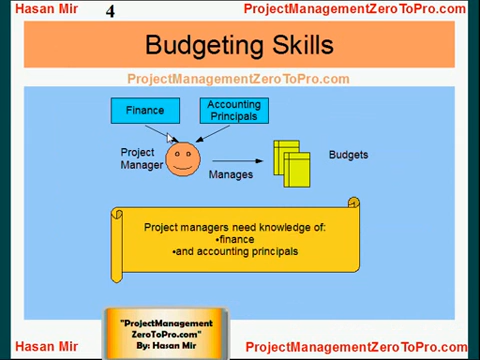 Hasan Mir
4
ProjectManagementZeroToPro.com
Budgeting Skills
ProjectManagementZeroToPro.com
Finance
Accounting
Principals
Project
Manager
Manages
Budgets
Project managers need knowledge of:
•finance
•and accounting principals
"ProjectManagement
ZeroToPro.com"
By: Hasan Mir
Hasan Mir
ProjectManagementZeroToPro.com